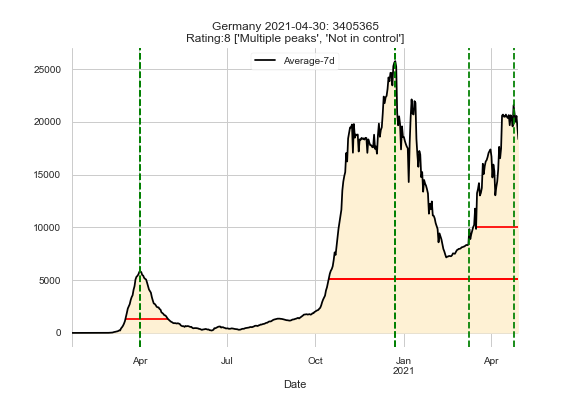 Germany 2021-04-30: 3405365
Rating:8 ['Multiple peaks', 'Not in control']
Average-7d
25000
20000
15000
10000
5000
0
Apr Jul Oct Jan Apr
2021
Date